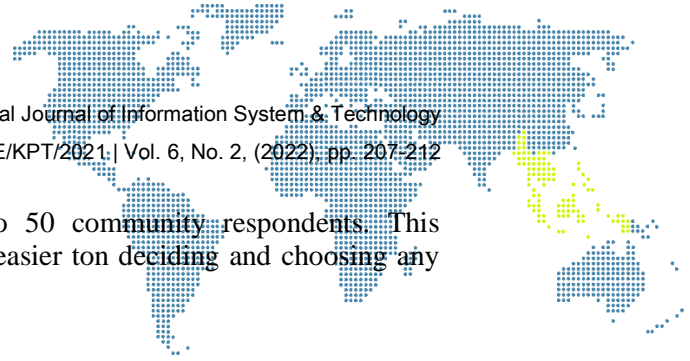 al Journal of Information System & Technology
E/KPT/2021 | Vol. 6, No. 2, (2022), pp. 207-212
o 50 community respondents. This
easier ton deciding and choosing any